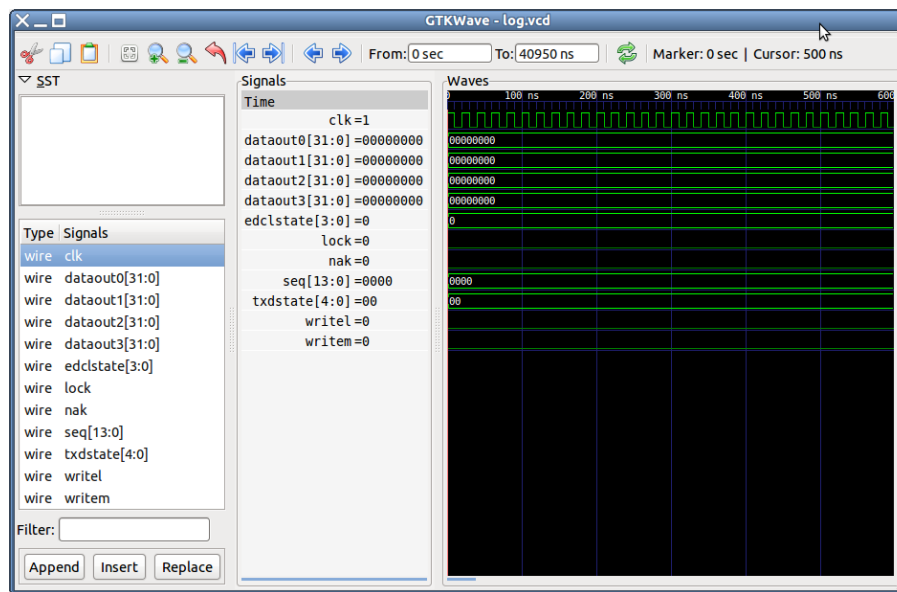 GTKWave - log.vcd
From: 0 sec To: 40950 ns Marker: 0 sec | Cursor: 500 ns
SST
Type Signals
wire clk
wire dataout0[31:0]
wire dataout1[31:0]
wire dataout2[31:0]
wire dataout3[31:0]
wire edclstate[3:0]
wire lock
wire nak
wire seq[13:0]
wire txdstate[4:0]
wire writel
wire writem
Filter:
Append Insert Replace
Signals
Time
clk=1
dataout0[31:0]=00000000
dataout1[31:0]=00000000
dataout2[31:0]=00000000
dataout3[31:0]=00000000
edclstate[3:0]=0
lock=0
nak=0
seq[13:0]=0000
txdstate[4:0]=00
writel=0
writem=0
Waves
0 100 ns 200 ns 300 ns 400 ns 500 ns 600
00000000
00000000
00000000
00000000
0
0000
00